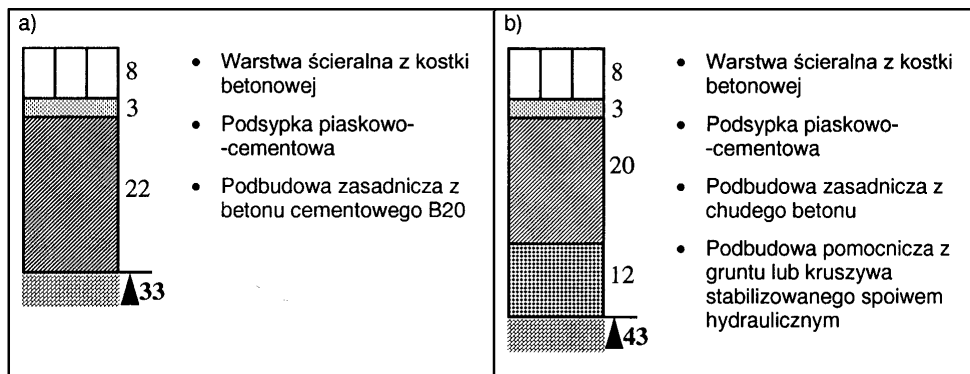 a)
8
3
22
33
• Warstwa ścieralna z kostki
betonowej
• Podsypka piaskowo-
-cementowa
• Podbudowa zasadnicza z
betonu cementowego B20
b)
8
3
20
12
43
• Warstwa ścieralna z kostki
betonowej
• Podsypka piaskowo-
-cementowa
• Podbudowa zasadnicza z
chudego betonu
• Podbudowa pomocnicza z
gruntu lub kruszywa
stabilizowanego spoiwem
hydraulicznym